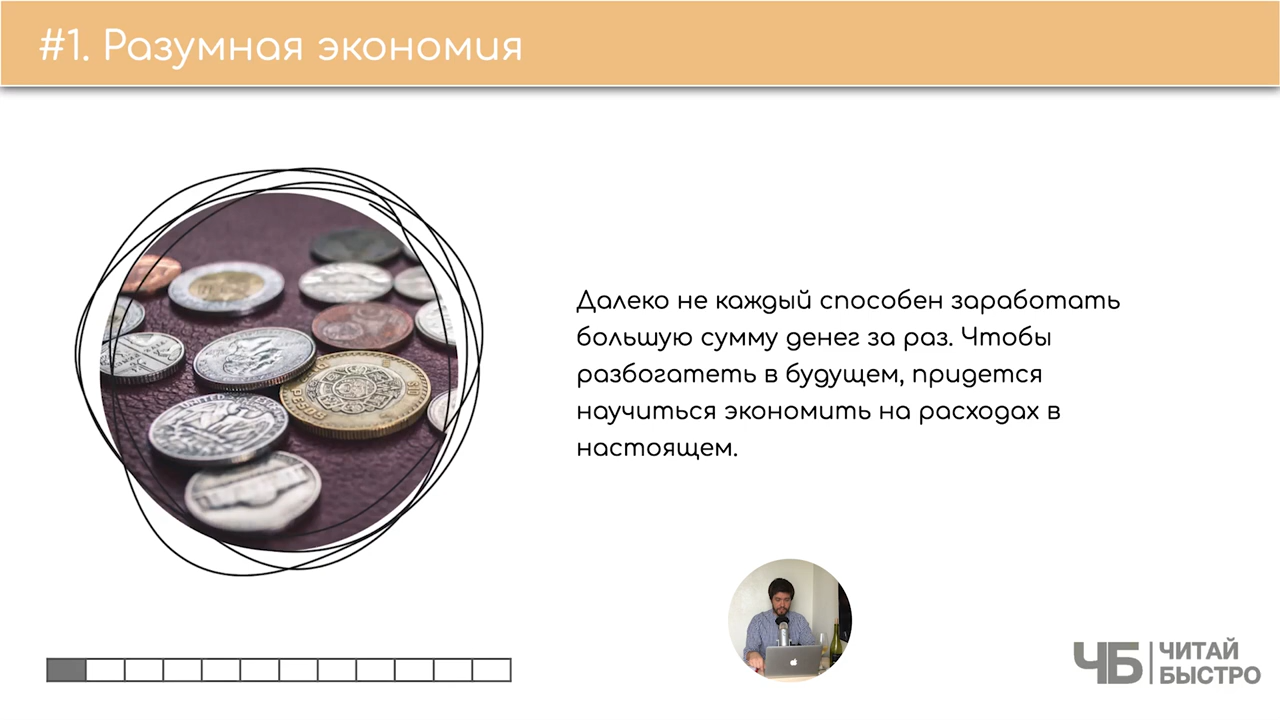 #1. Разумная экономия
Далеко не каждый способен заработать
большую сумму денег за раз. Чтобы
разбогатеть в будущем, придется
научиться экономить на расходах в
настоящем.
ЧБ
ЧИТАЙ
БЫСТРО